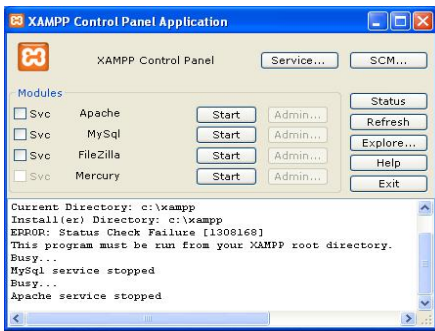 XAMPP Control Panel Application
XAMPP Control Panel
Service...
SCM...
Modules
Svc Apache Start Admin...
Svc MySql Start Admin...
Svc FileZilla Start Admin...
Svc Mercury Start Admin...
Status
Refresh
Explore...
Help
Exit
Current Directory: c:\xampp
Install(er) Directory: c:\xampp
ERROR: Status Check Failure [1308168]
This program must be run from your XAMPP root directory.
Busy...
MySql service stopped
Busy...
Apache service stopped